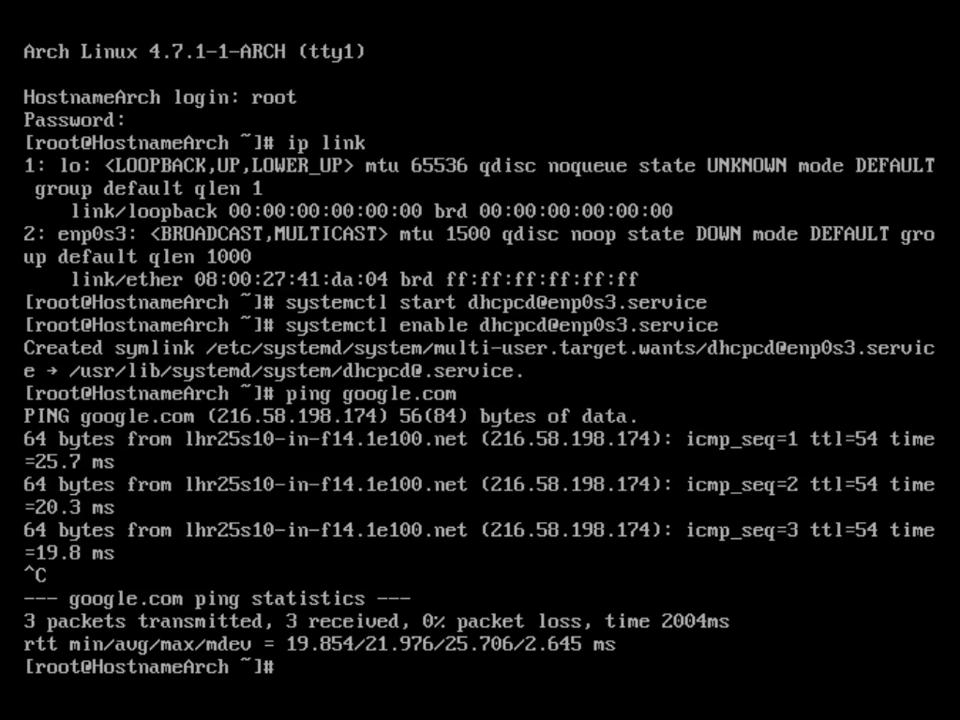 Arch Linux 4.7.1-1-ARCH (tty1)
HostnameArch login: root
Password:
[root@HostnameArch ~]# ip link
1: lo: <LOOPBACK,UP,LOWER_UP> mtu 65536 qdisc noqueue state UNKNOWN mode DEFAULT
 group default qlen 1
    link/loopback 00:00:00:00:00:00 brd 00:00:00:00:00:00
2: enp0s3: <BROADCAST,MULTICAST> mtu 1500 qdisc noop state DOWN mode DEFAULT gro
up default qlen 1000
    link/ether 08:00:27:41:da:04 brd ff:ff:ff:ff:ff:ff
[root@HostnameArch ~]# systemctl start dhcpcd@enp0s3.service
[root@HostnameArch ~]# systemctl enable dhcpcd@enp0s3.service
Created symlink /etc/systemd/system/multi-user.target.wants/dhcpcd@enp0s3.servic
e → /usr/lib/systemd/system/dhcpcd@.service.
[root@HostnameArch ~]# ping google.com
PING google.com (216.58.198.174) 56(84) bytes of data.
64 bytes from lhr25s10-in-f14.1e100.net (216.58.198.174): icmp_seq=1 ttl=54 time
=25.7 ms
64 bytes from lhr25s10-in-f14.1e100.net (216.58.198.174): icmp_seq=2 ttl=54 time
=20.3 ms
64 bytes from lhr25s10-in-f14.1e100.net (216.58.198.174): icmp_seq=3 ttl=54 time
=19.8 ms
^C
--- google.com ping statistics ---
3 packets transmitted, 3 received, 0% packet loss, time 2004ms
rtt min/avg/max/mdev = 19.854/21.976/25.706/2.645 ms
[root@HostnameArch ~]#